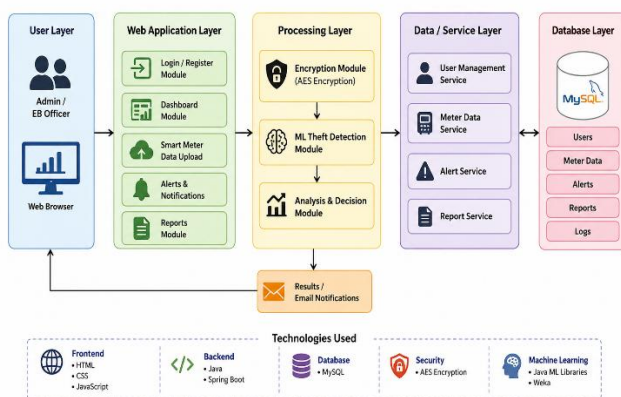 User Layer
Admin /
EB Officer
Web Browser
Web Application Layer
Login / Register
Module
Dashboard
Module
Smart Meter
Data Upload
Alerts &
Notifications
Reports
Module
Processing Layer
Encryption Module
(AES Encryption)
ML Theft Detection
Module
Analysis & Decision
Module
Data / Service Layer
User Management
Service
Meter Data
Service
Alert Service
Report Service
Database Layer
MySQL
Users
Meter Data
Alerts
Reports
Logs
Results /
Email Notifications
Technologies Used
Frontend
• HTML
• CSS
• JavaScript
</>
Backend
• Java
• Spring Boot
Database
• MySQL
Security
• AES Encryption
Machine Learning
• Java ML Libraries
• Weka